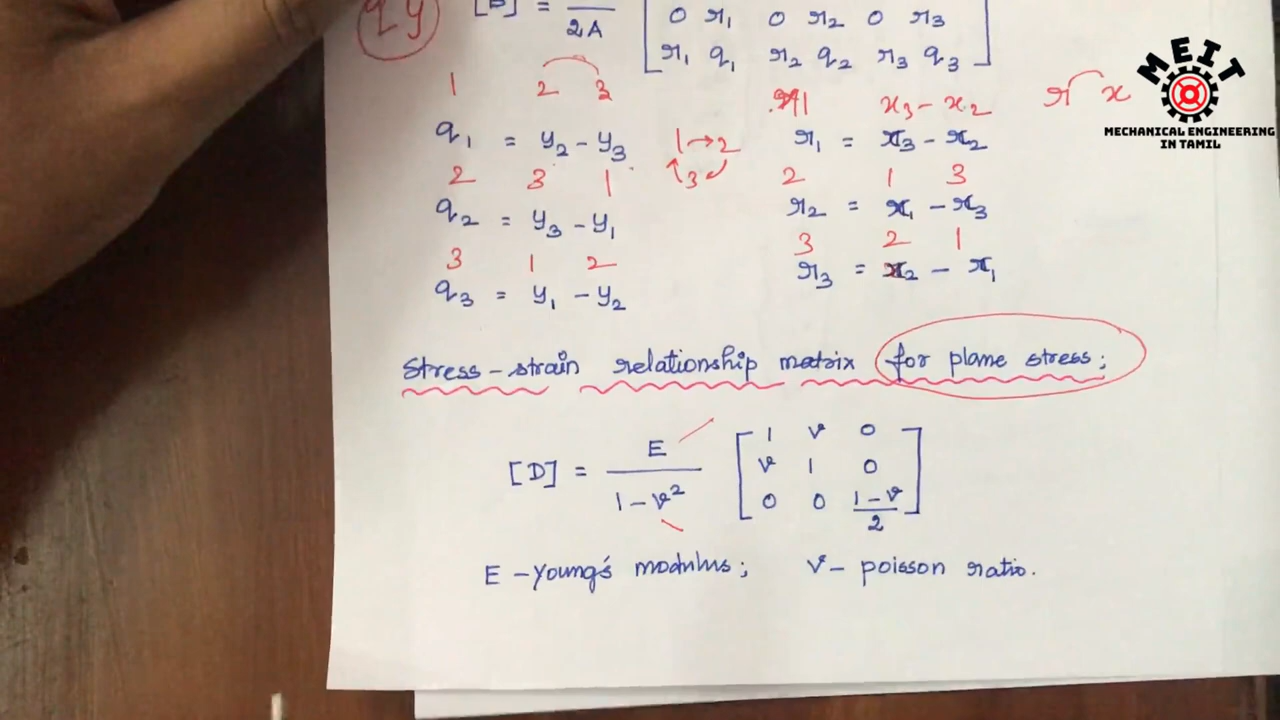 q y
[B] =
2A
0 r₁ 0 r₂ 0 r₃
r₁ q₁ r₂ q₂ r₃ q₃
1 2 3
q₁ = y₂ - y₃
2 3 1
q₂ = y₃ - y₁
3 1 2
q₃ = y₁ - y₂
1 → 2
3
1 x₃ - x₂
r₁ = x₃ - x₂
2 1 3
r₂ = x₁ - x₃
3 2 1
r₃ = x₂ - x₁
r x
MEIT
MECHANICAL ENGINEERING
IN TAMIL
Stress-strain relationship matrix for plane stress;
[D] = E / 1 - v² [ 1 v 0
v 1 0
0 0 1-v / 2 ]
E - Young's modulus; v - poisson ratio.